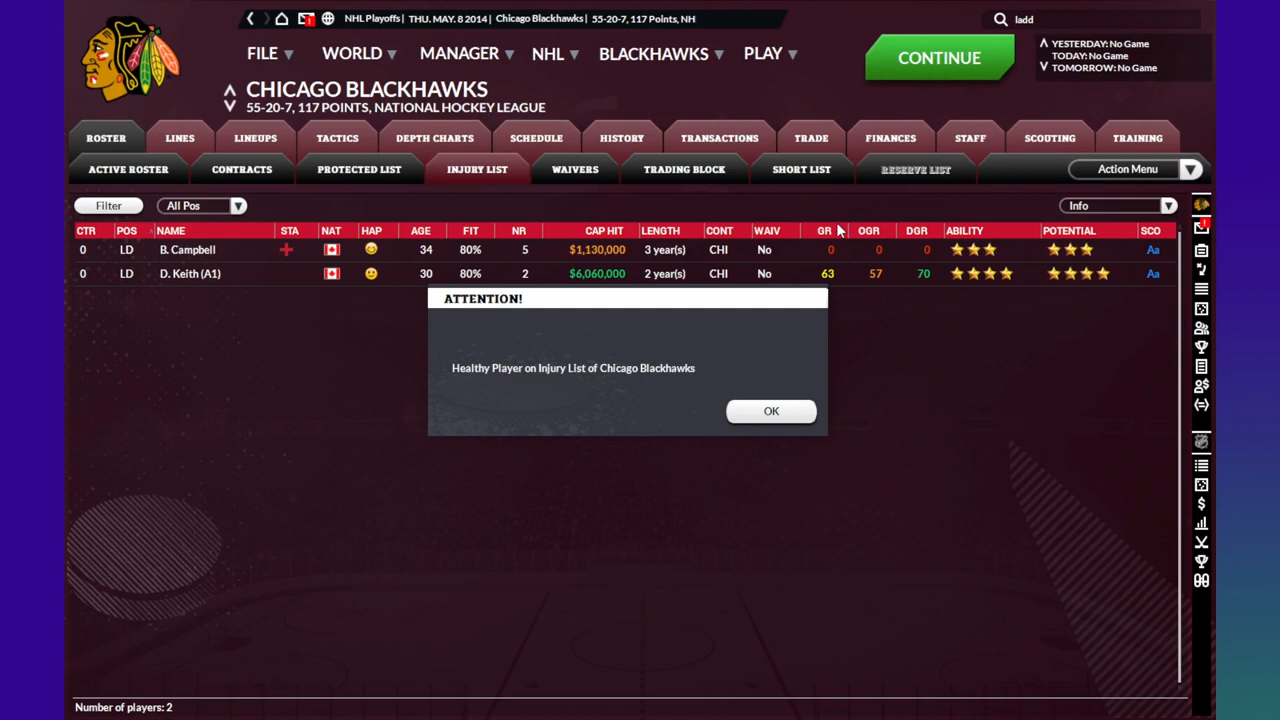 NHL Playoffs | THU. MAY. 8 2014 | Chicago Blackhawks | 55-20-7, 117 Points, NH
ladd
FILE WORLD MANAGER NHL BLACKHAWKS PLAY
CONTINUE
YESTERDAY: No Game
TODAY: No Game
TOMORROW: No Game
CHICAGO BLACKHAWKS
55-20-7, 117 POINTS, NATIONAL HOCKEY LEAGUE
ROSTER LINES LINEUPS TACTICS DEPTH CHARTS SCHEDULE HISTORY TRANSACTIONS TRADE FINANCES STAFF SCOUTING TRAINING
ACTIVE ROSTER CONTRACTS PROTECTED LIST INJURY LIST WAIVERS TRADING BLOCK SHORT LIST RESERVE LIST Action Menu
Filter All Pos Info
CTR POS NAME STA NAT HAP AGE FIT NR CAP HIT LENGTH CONT WAIV GR OGR DGR ABILITY POTENTIAL SCO
0 LD B. Campbell 34 80% 5 $1,130,000 3 year(s) CHI No 0 0 0 Aa
0 LD D. Keith (A1) 30 80% 2 $6,060,000 2 year(s) CHI No 63 57 70 Aa
ATTENTION!
Healthy Player on Injury List of Chicago Blackhawks
OK
Number of players: 2